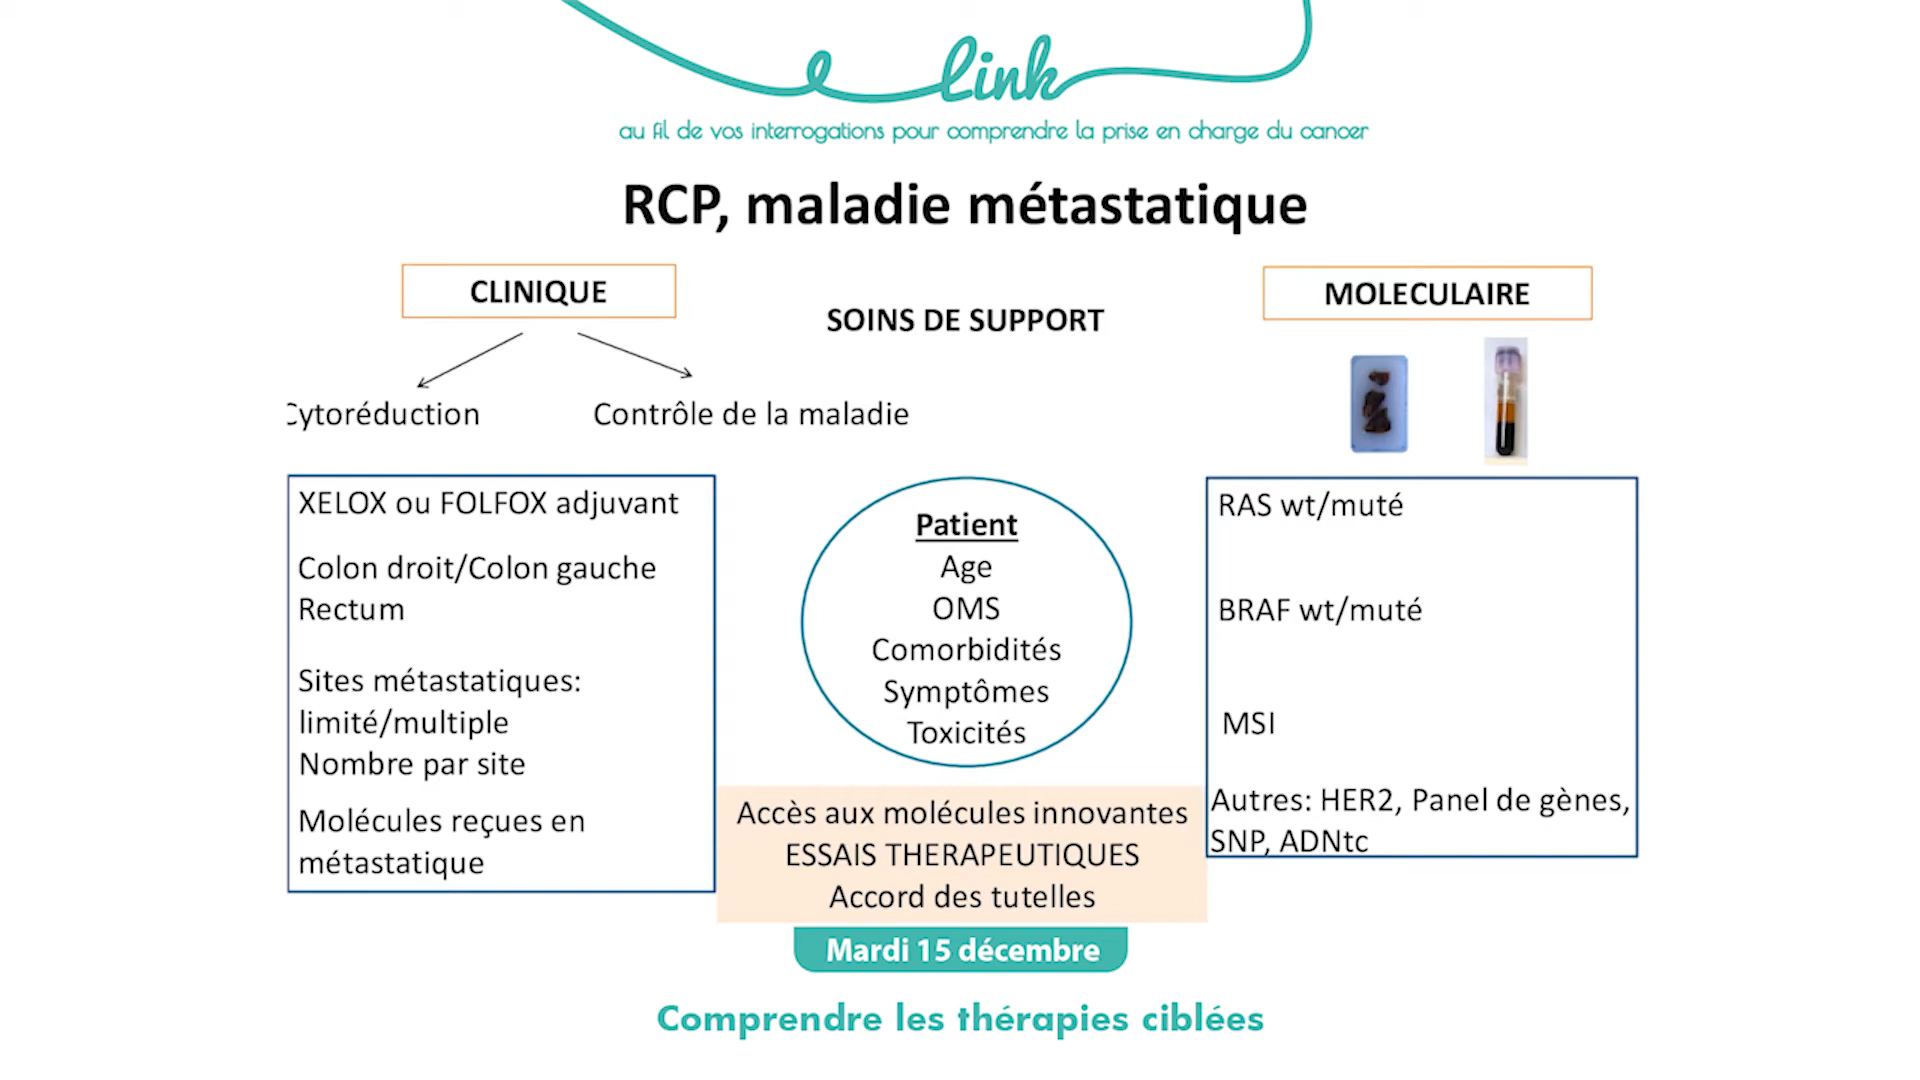 e link
au fil de vos interrogations pour comprendre la prise en charge du cancer
RCP, maladie métastatique
CLINIQUE
SOINS DE SUPPORT
MOLECULAIRE
Cytoréduction
Contrôle de la maladie
XELOX ou FOLFOX adjuvant
Colon droit/Colon gauche
Rectum
Sites métastatiques:
limité/multiple
Nombre par site
Molécules reçues en
métastatique
Patient
Age
OMS
Comorbidités
Symptômes
Toxicités
Accès aux molécules innovantes
ESSAIS THERAPEUTIQUES
Accord des tutelles
RAS wt/muté
BRAF wt/muté
MSI
Autres: HER2, Panel de gènes,
SNP, ADNtc
Mardi 15 décembre
Comprendre les thérapies ciblées